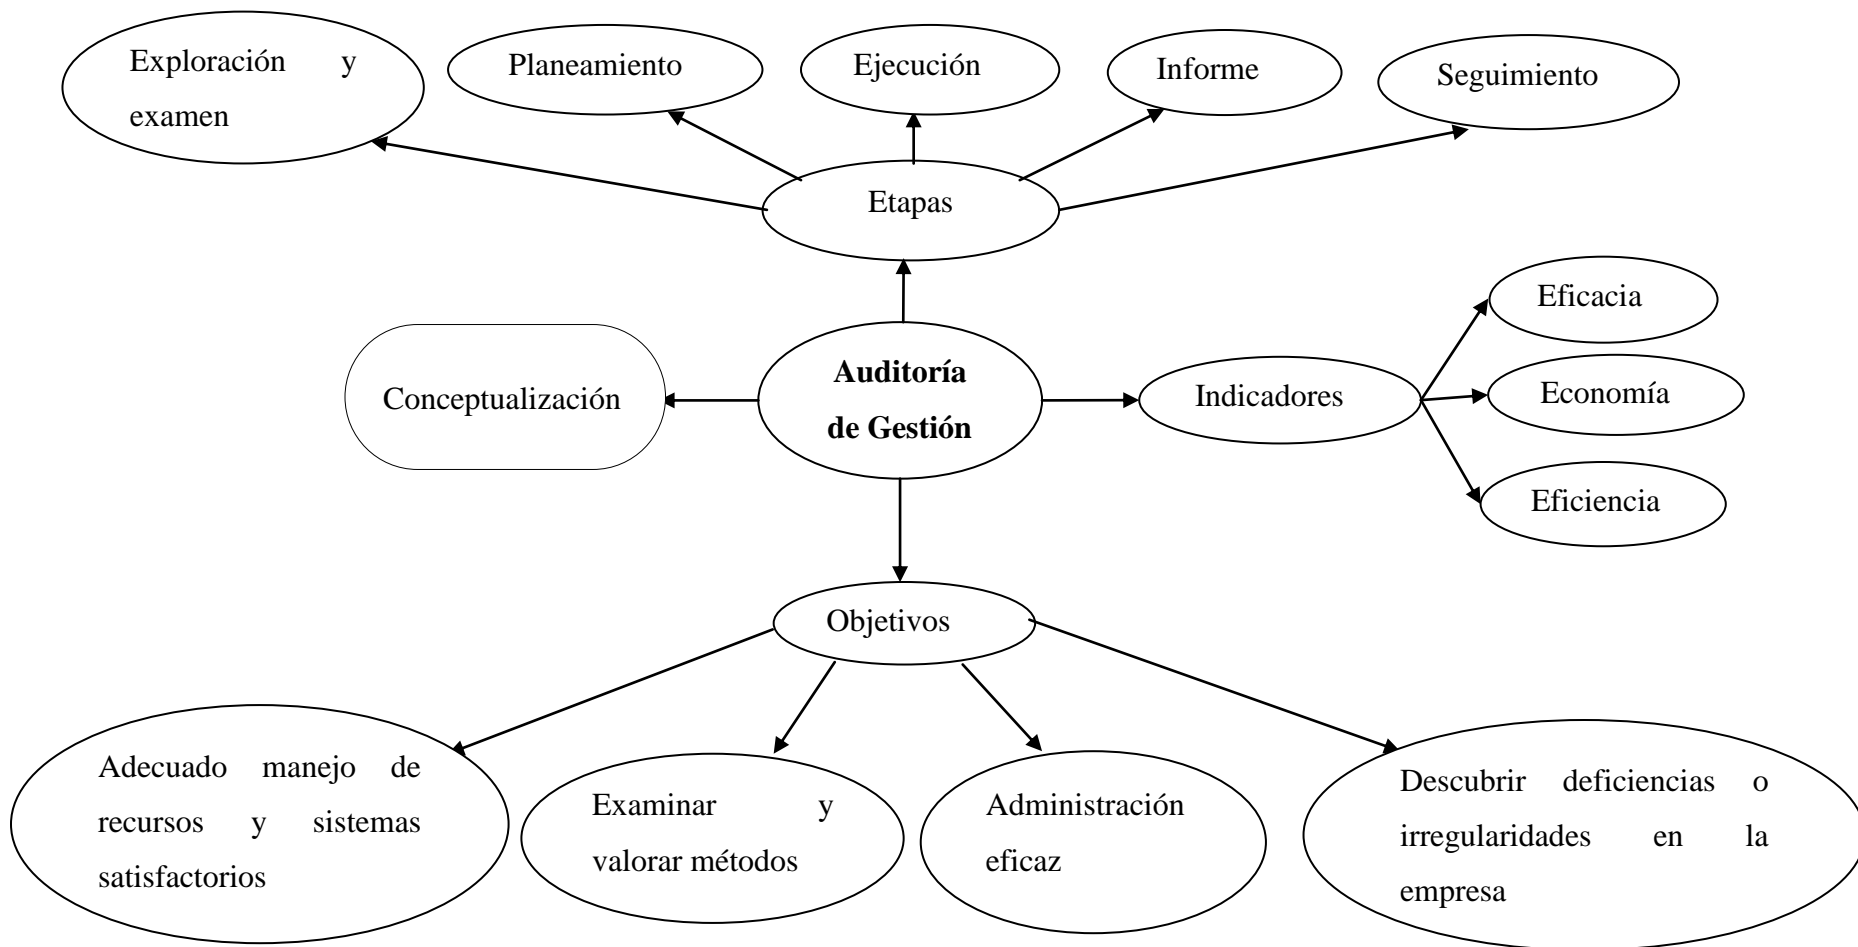 Exploración y
examen
Planeamiento
Ejecución
Informe
Seguimiento
Etapas
Conceptualización
Auditoría
de Gestión
Indicadores
Eficacia
Economía
Eficiencia
Objetivos
Adecuado manejo de
recursos y sistemas
satisfactorios
Examinar y
valorar métodos
Administración
eficaz
Descubrir deficiencias o
irregularidades en la
empresa